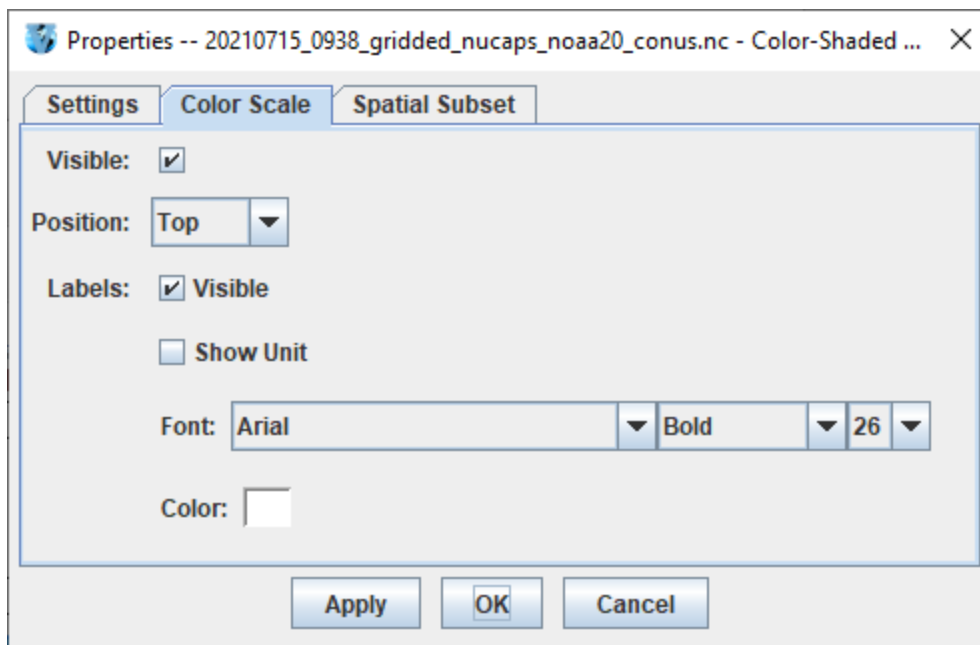 Properties -- 20210715_0938_gridded_nucaps_noaa20_conus.nc - Color-Shaded ...
Settings Color Scale Spatial Subset
Visible:
Position: Top
Labels: Visible
Show Unit
Font: Arial Bold 26
Color:
Apply OK Cancel